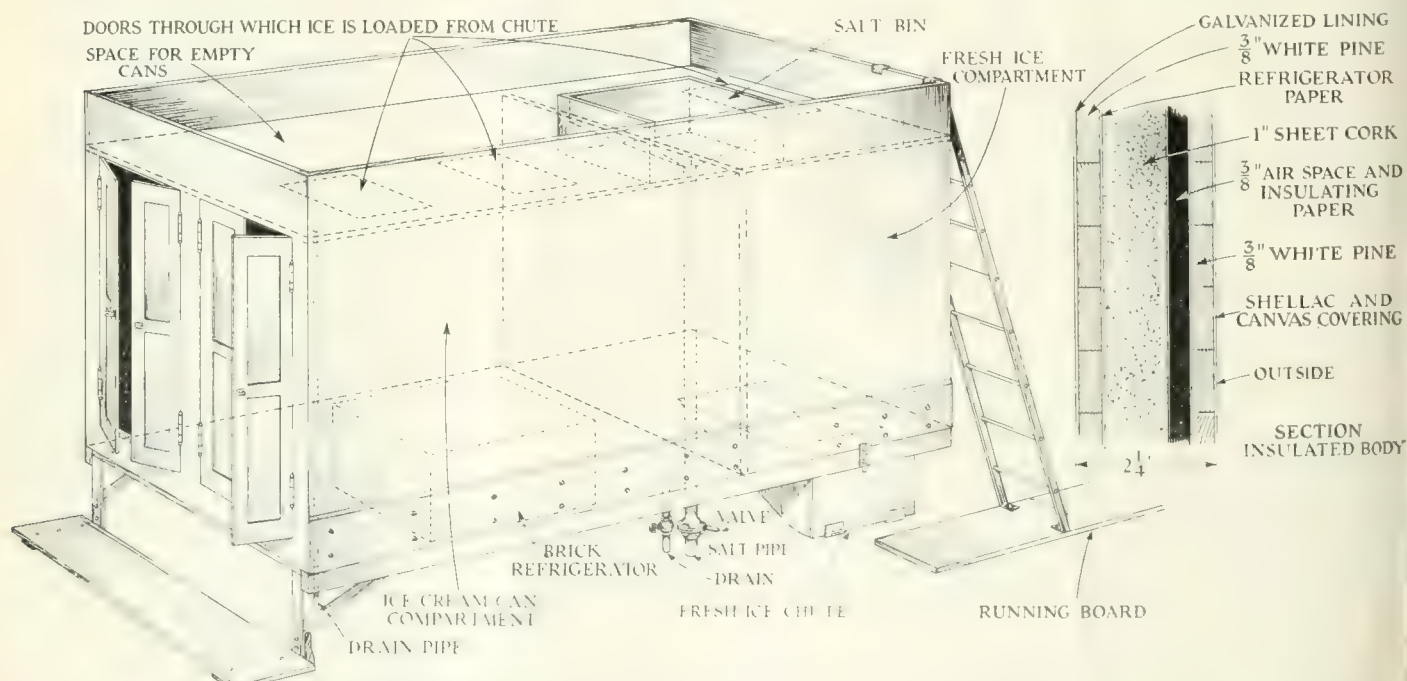 DOORS THROUGH WHICH ICE IS LOADED FROM CHUTE
SPACE FOR EMPTY
CANS
SALT BIN
FRESH ICE
COMPARTMENT
GALVANIZED LINING
3/8" WHITE PINE
REFRIGERATOR
PAPER
1" SHEET CORK
3/8" AIR SPACE AND
INSULATING
PAPER
3/8" WHITE PINE
SHELLAC AND
CANVAS COVERING
OUTSIDE
SECTION
INSULATED BODY
2 1/4"
VALVE
SALT PIPE
DRAIN
BRICK
REFRIGERATOR
ICE CREAM CAN
COMPARTMENT
FRESH ICE CHUTE
RUNNING BOARD
DRAIN PIPE